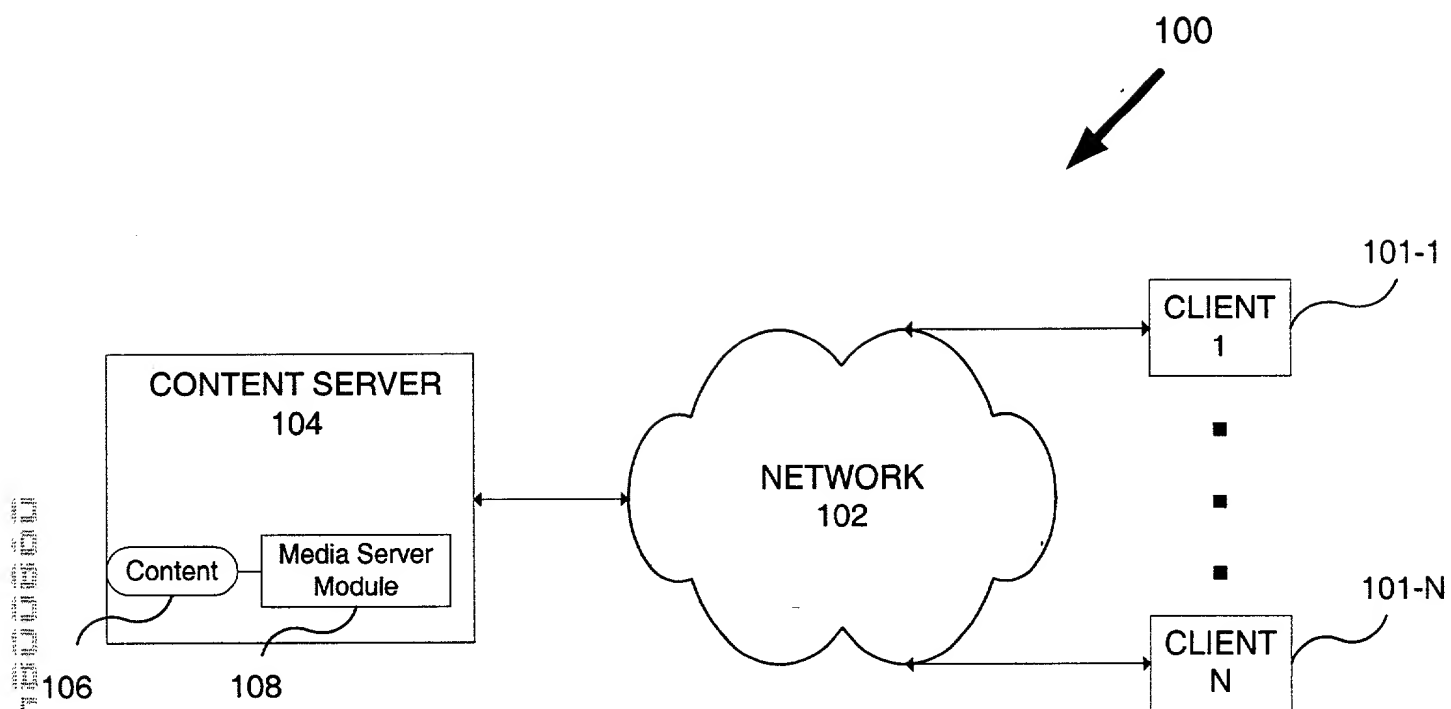 100
101-1
CLIENT
1
CONTENT SERVER
104
NETWORK
102
Content
Media Server
Module
101-N
CLIENT
N
106
108